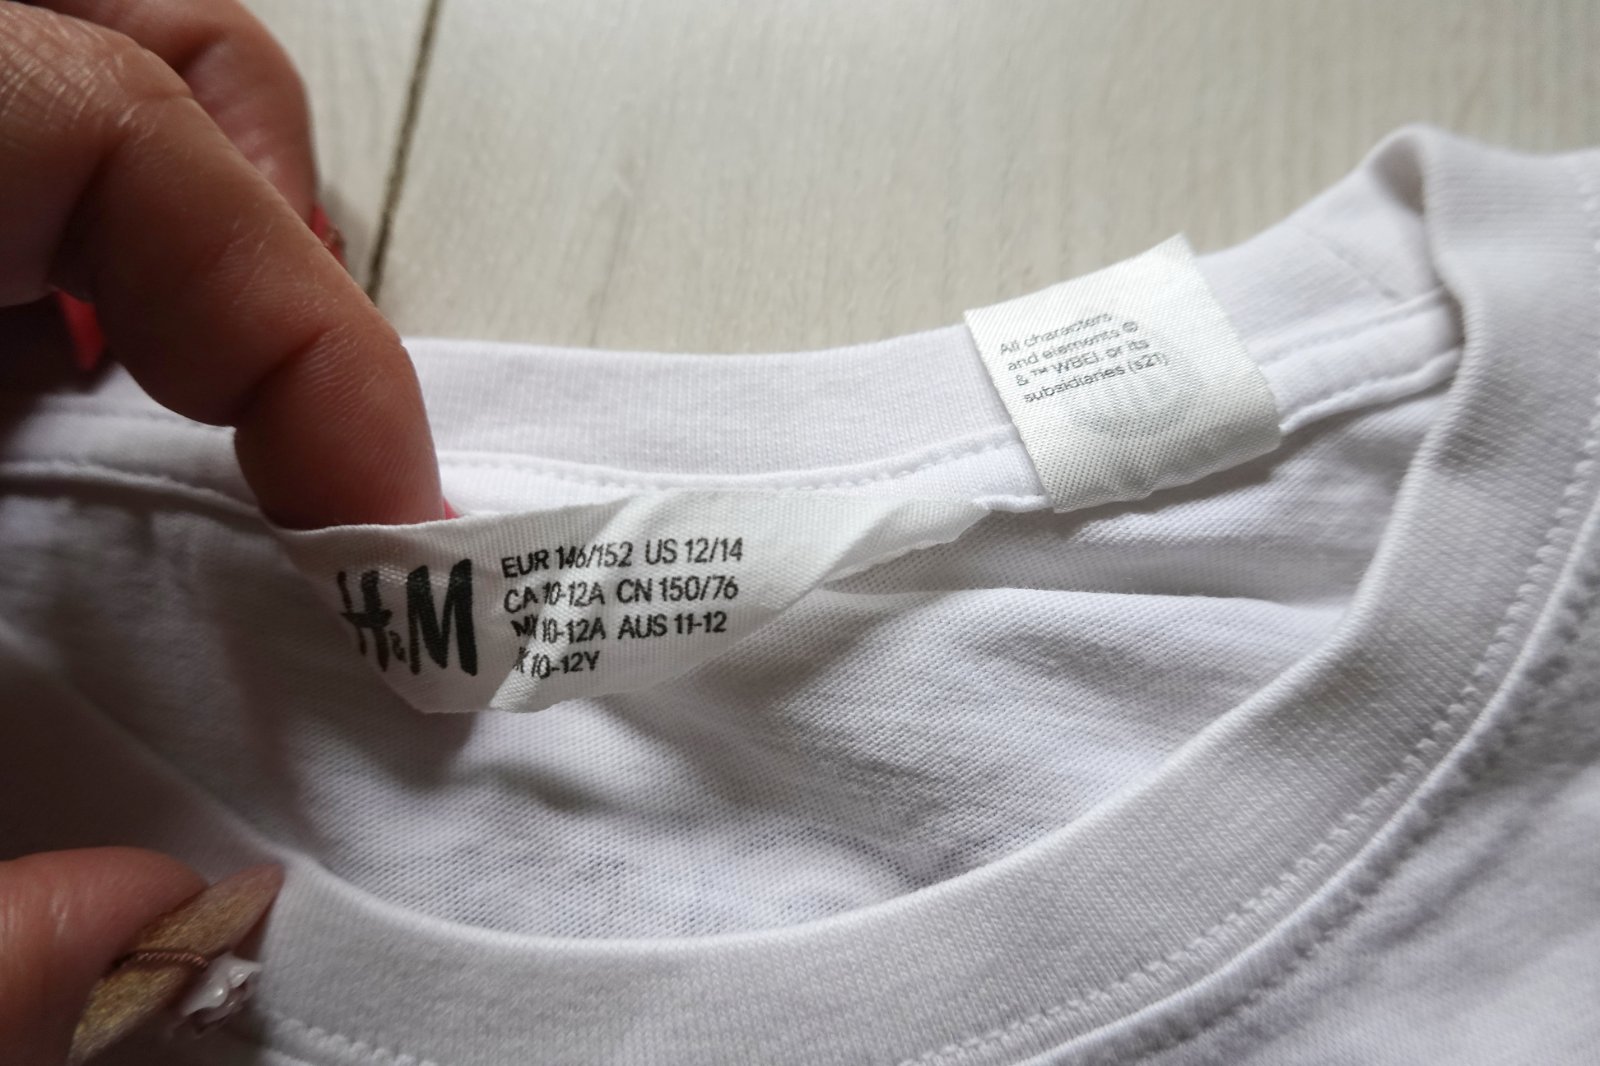 All characters
and elements ©
& ™ WBEI. or its
subsidiaries (s21)
H&M
EUR 146/152 US 12/14
CA 10-12A CN 150/76
MX 10-12A AUS 11-12
10-12Y